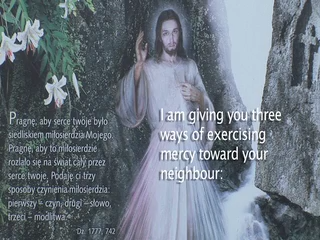 Pragnę, aby serce twoje było
siedliskiem miłosierdzia Mojego.
Pragnę, aby to miłosierdzie
rozlało się na świat cały przez
serce twoje. Podaję ci trzy
sposoby czynienia miłosierdzia:
pierwszy – czyn, drugi – słowo,
trzeci – modlitwa.
Dz. 1777, 742
I am giving you three
ways of exercising
mercy toward your
neighbour: